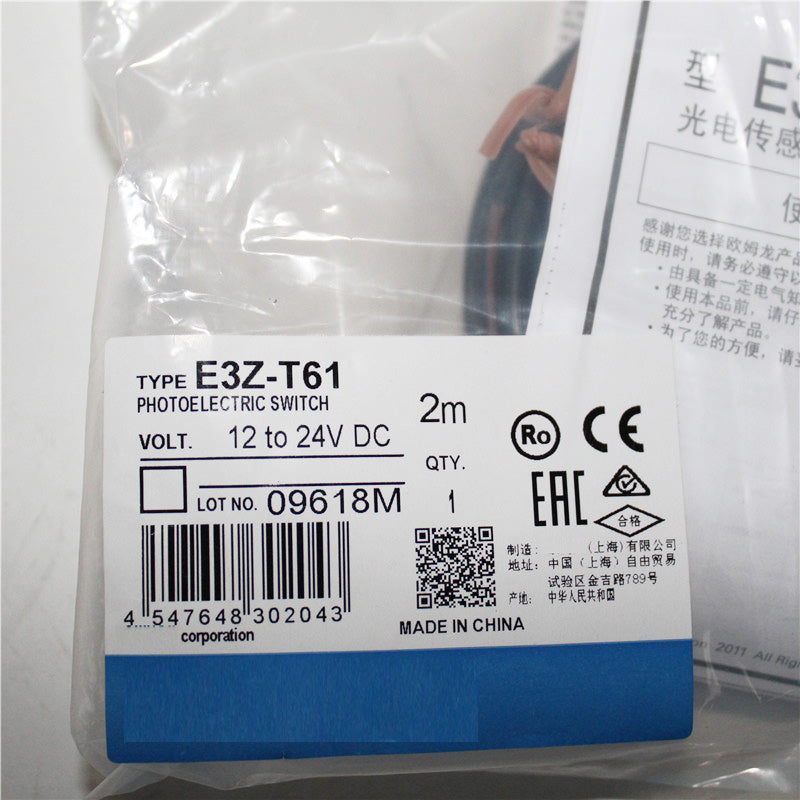 型 E3
光电传感
使
感谢您选择欧姆龙产品
使用时,请务必遵守以
·由具备一定电气知
·使用本品前,请仔
充分了解产品。
·为了您的方便,请妥
TYPE E3Z-T61
PHOTOELECTRIC SWITCH
2m
VOLT. 12 to 24V DC
QTY.
LOT NO. 09618M 1
Ro CE
EAC
合格
制造: (上海)有限公司
地址: 中国(上海)自由贸易
试验区金吉路789号
产地: 中华人民共和国
4 547648 302043
corporation
MADE IN CHINA
2011 All Righ